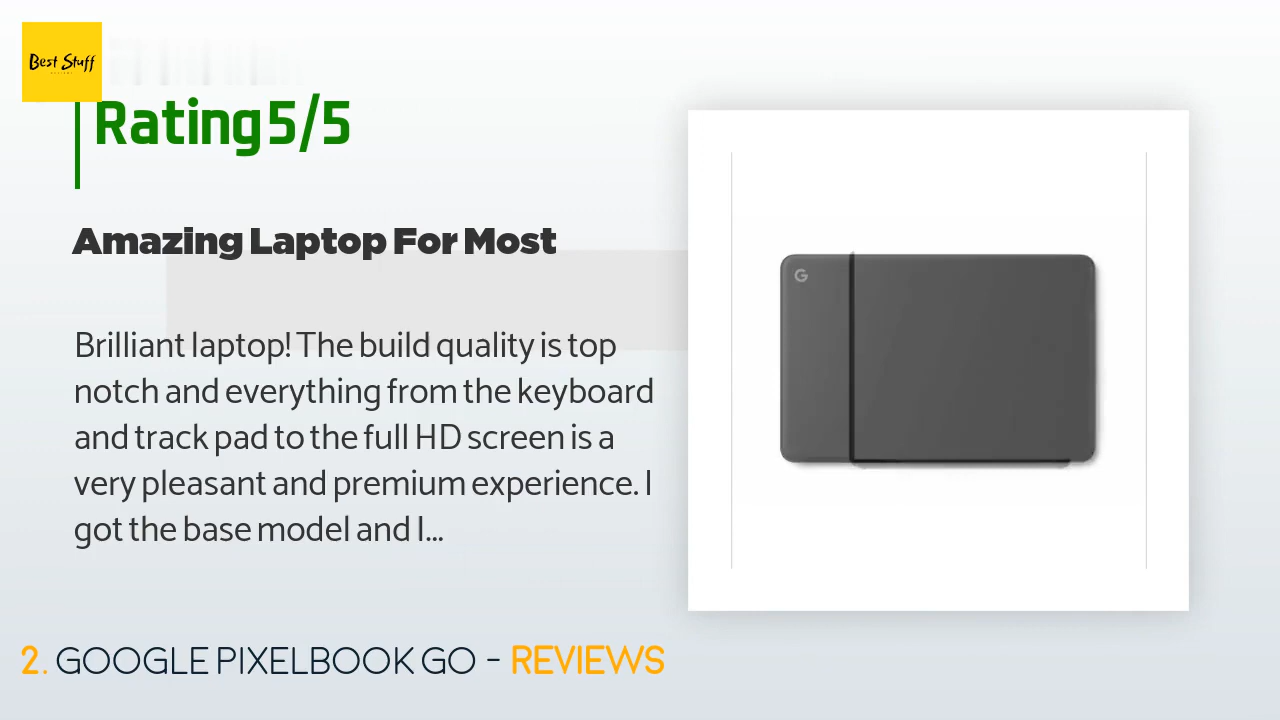 Best Stuff
Rating 5/5
Amazing Laptop For Most
Brilliant laptop! The build quality is top
notch and everything from the keyboard
and track pad to the full HD screen is a
very pleasant and premium experience. I
got the base model and I...
G
2. GOOGLE PIXELBOOK GO - REVIEWS